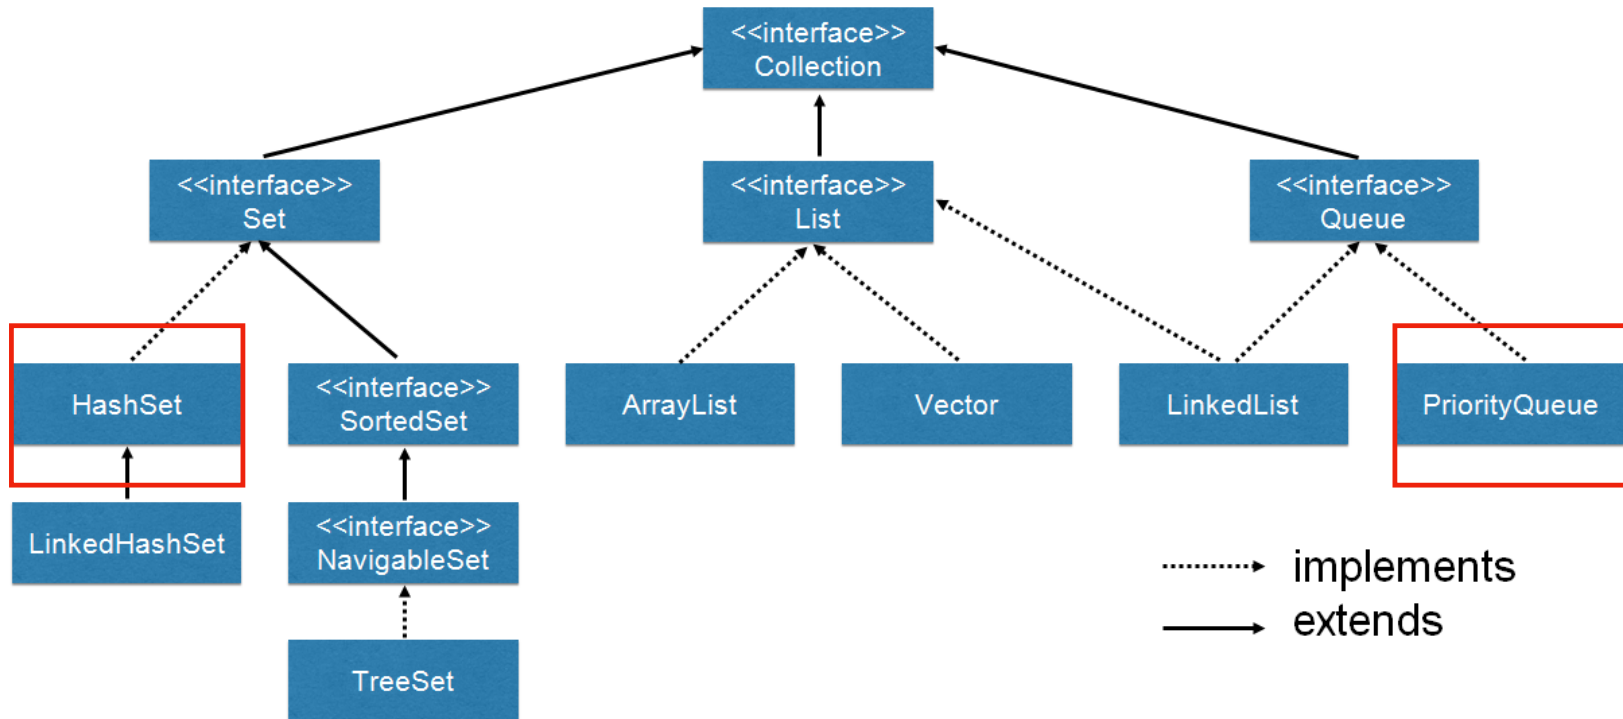 <<interface>>
Collection
<<interface>>
Set
<<interface>>
List
<<interface>>
Queue
HashSet
<<interface>>
SortedSet
ArrayList
Vector
LinkedList
PriorityQueue
LinkedHashSet
<<interface>>
NavigableSet
TreeSet
implements
extends